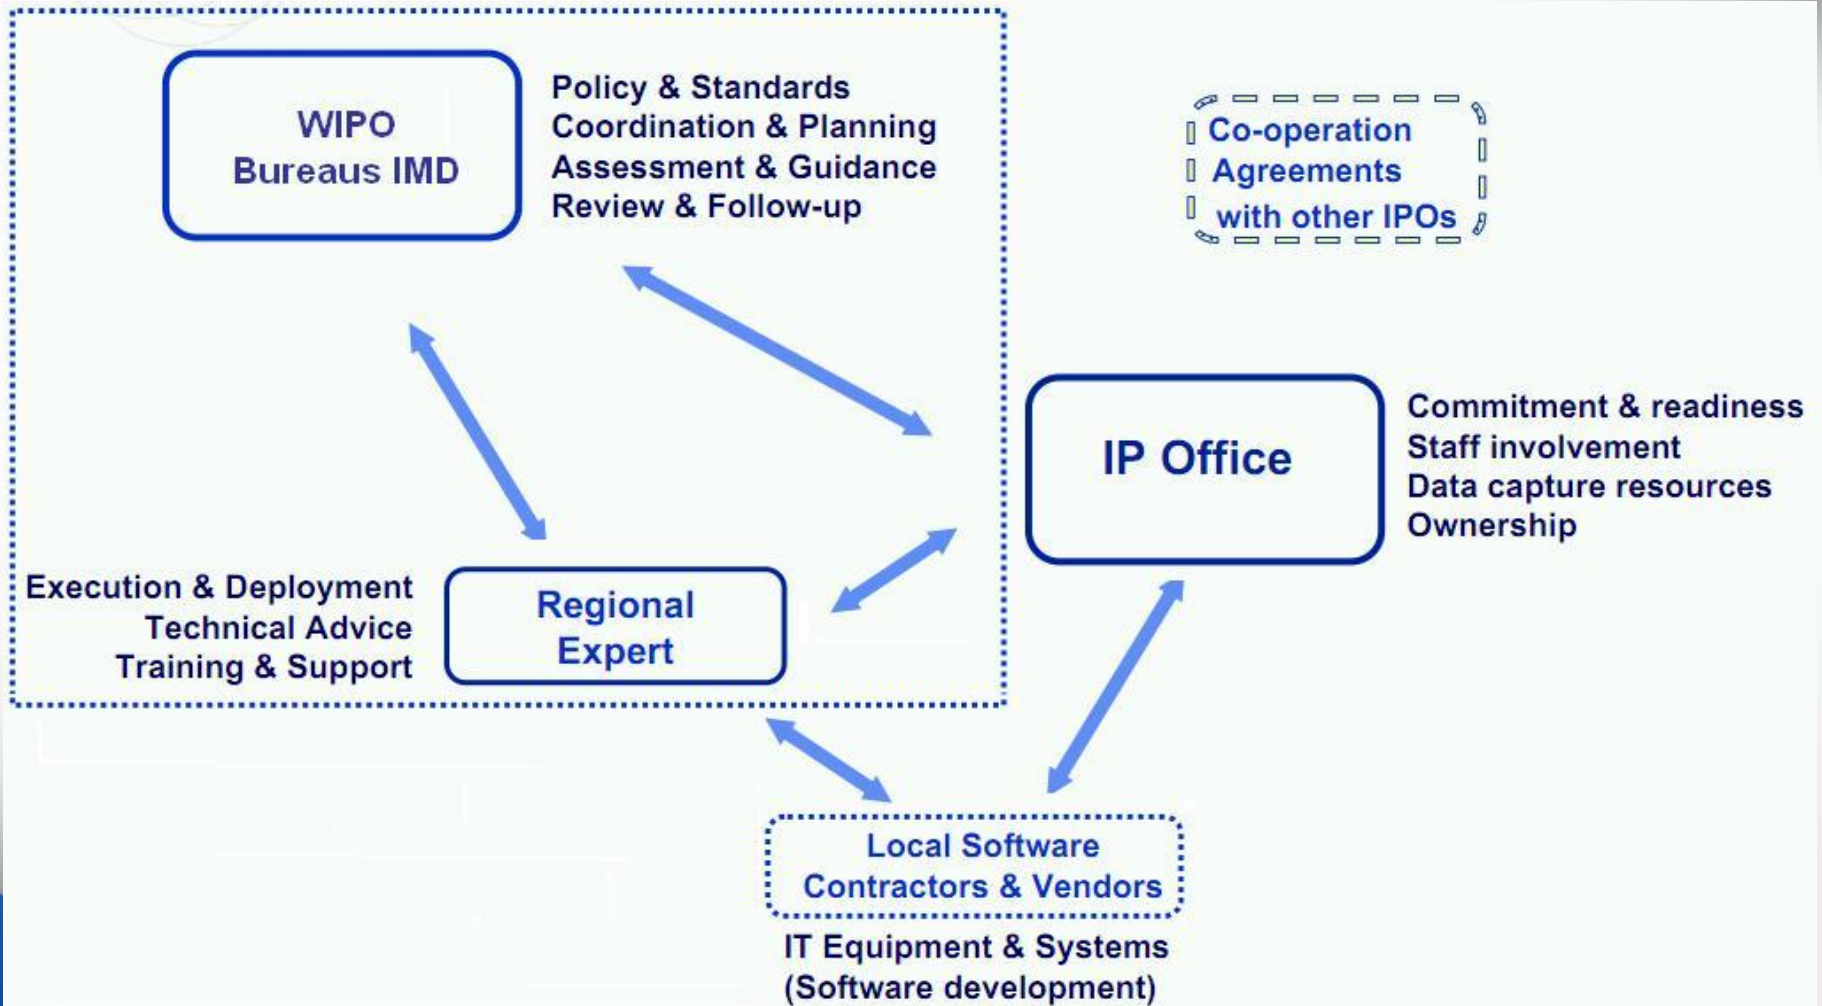 WIPO
Bureaus IMD
Policy & Standards
Coordination & Planning
Assessment & Guidance
Review & Follow-up
Co-operation
Agreements
with other IPOs
IP Office
Commitment & readiness
Staff involvement
Data capture resources
Ownership
Execution & Deployment
Technical Advice
Training & Support
Regional
Expert
Local Software
Contractors & Vendors
IT Equipment & Systems
(Software development)